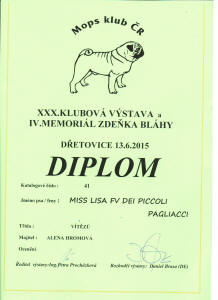 Mops klub ČR
XXX.KLUBOVÁ VÝSTAVA a
IV.MEMORIÁL ZDEŇKA BLÁHY
DŘETOVICE 13.6.2015
DIPLOM
Katalogové číslo : 41
Jméno psa / feny : MISS LISA FV DEI PICCOLI
PAGLIACCI
Třída : VÍTĚZŮ
Majitel : ALENA HROMOVÁ
Ocenění
Ředitel výstavy:Ing.Petra Procházková Rozhodčí výstavy: Daniel Brasa (DE)